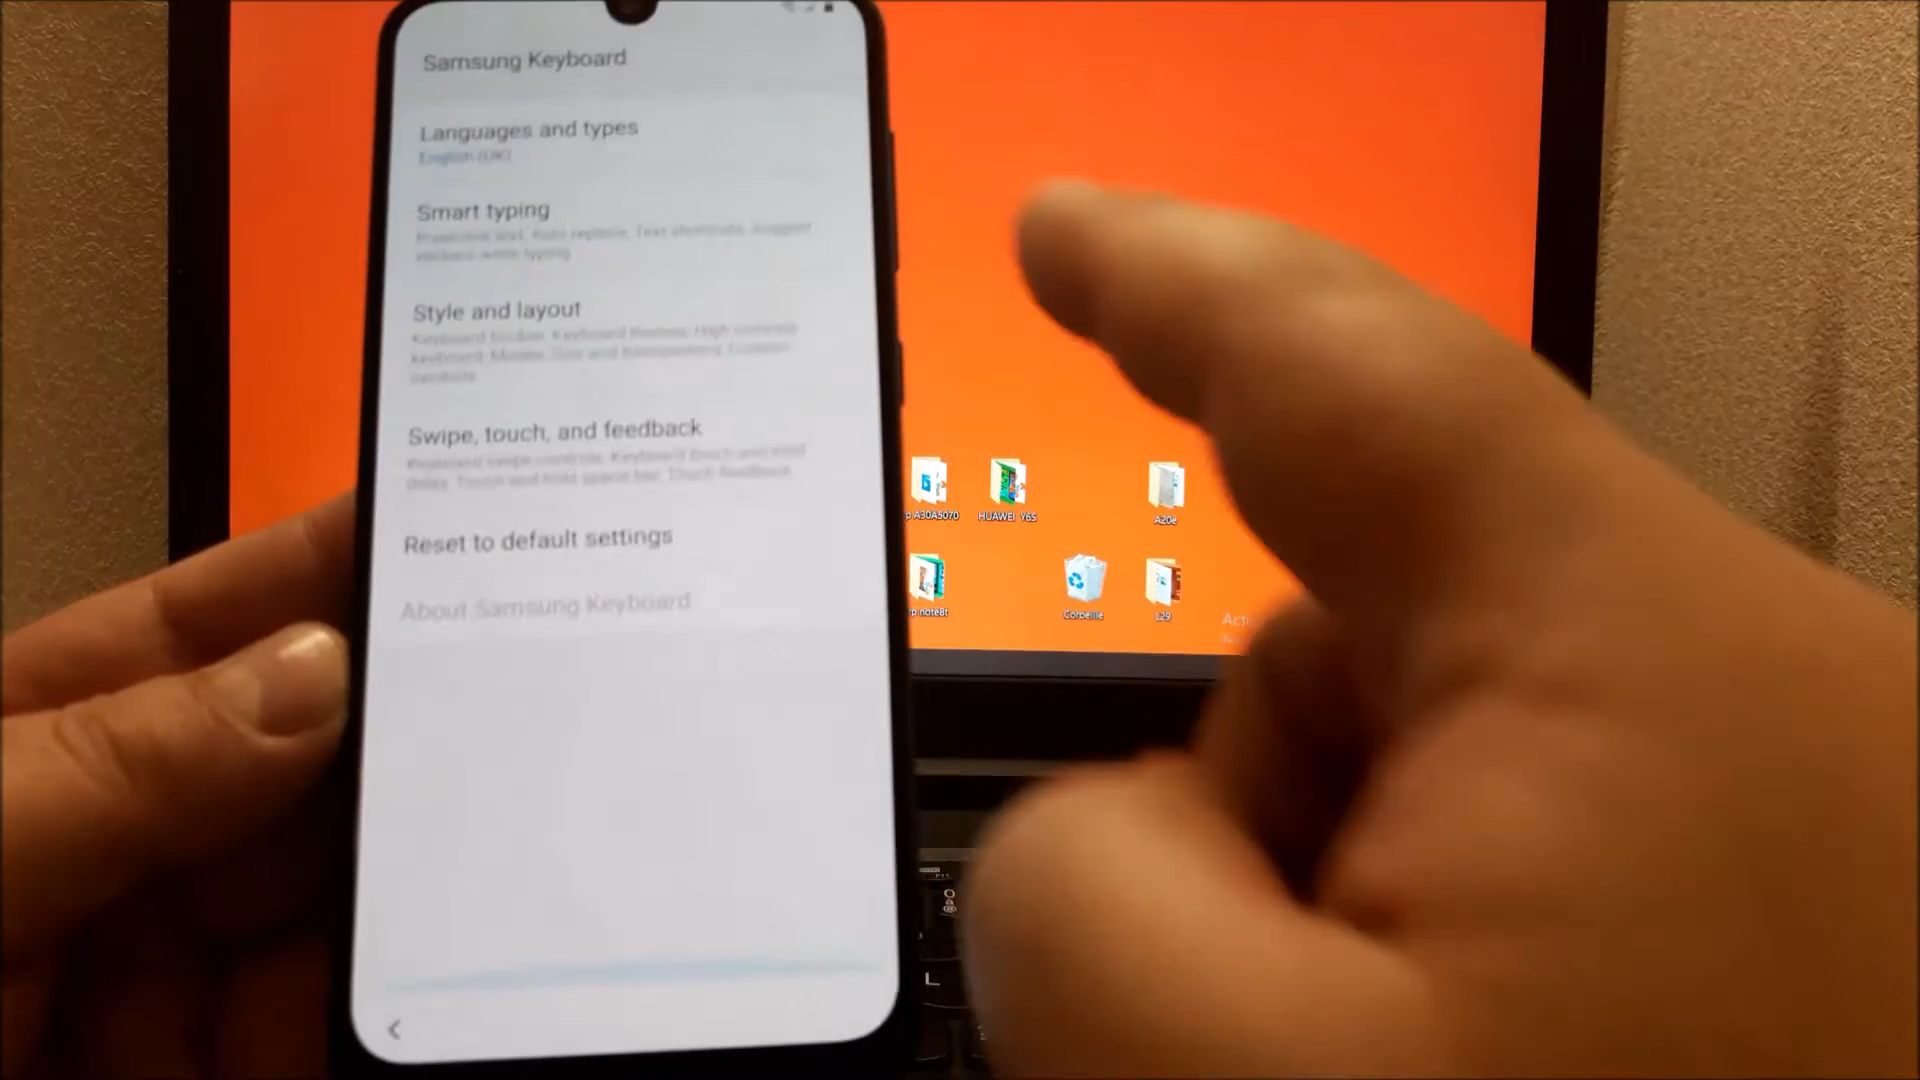 Samsung Keyboard
Languages and types
English (UK)
Smart typing
Predictive text, Auto replace, Text shortcuts, Suggest
stickers while typing
Style and layout
Keyboard toolbar, Keyboard themes, High contrast
keyboard, Modes, Size and transparency, Custom
symbols
Swipe, touch, and feedback
Keyboard swipe controls, Keyboard touch and hold
delay, Touch and hold space bar, Touch feedback
Reset to default settings
About Samsung Keyboard
p A30A5070
HUAWEI Y6S
A20e
rp note8t
Corbeille
L29
Acti
L